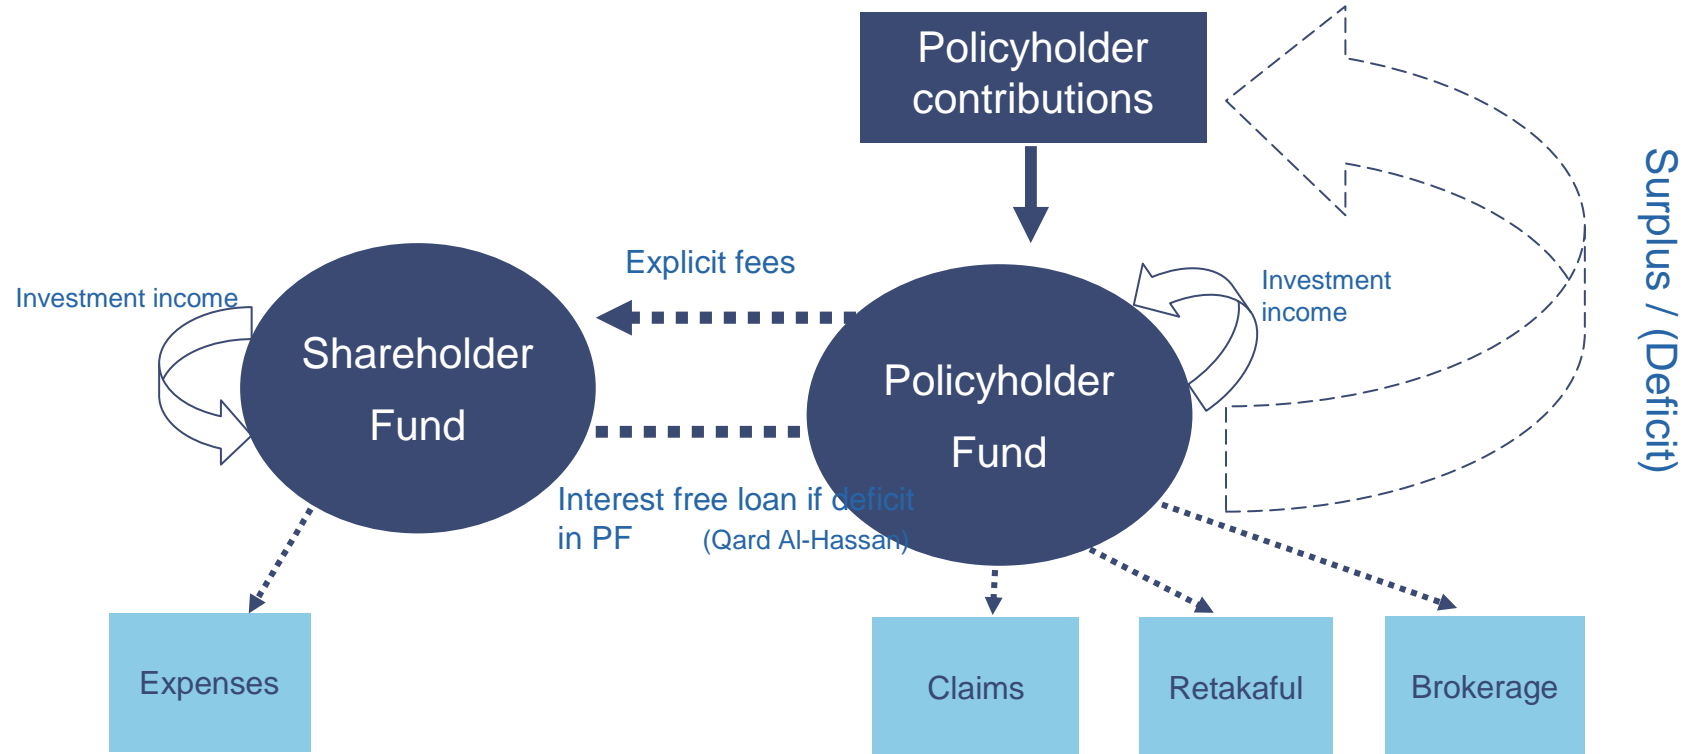 Policyholder
contributions
Surplus / (Deficit)
Explicit fees
Investment income
Investment
income
Shareholder
Fund
Policyholder
Fund
Interest free loan if deficit
in PF (Qard Al-Hassan)
Expenses
Claims
Retakaful
Brokerage